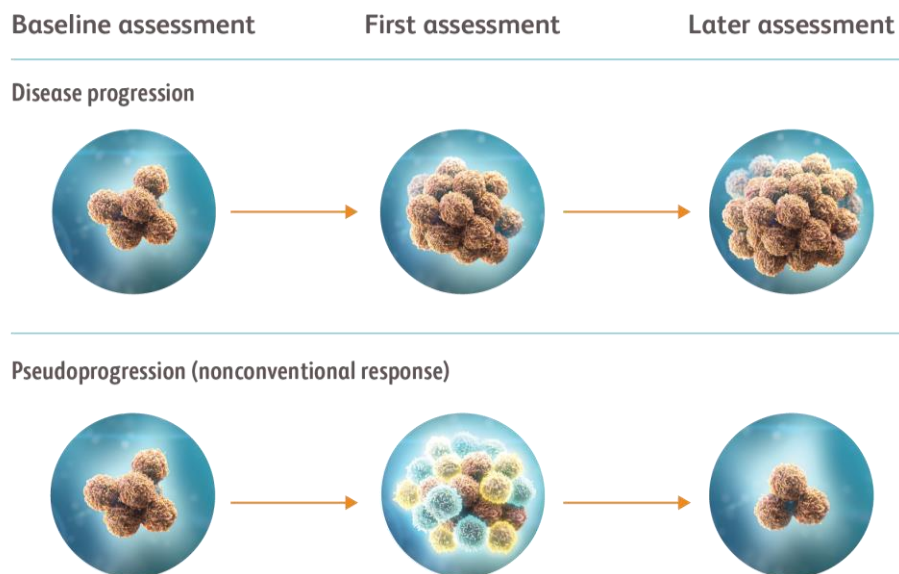 Baseline assessment First assessment Later assessment
Disease progression
Pseudoprogression (nonconventional response)